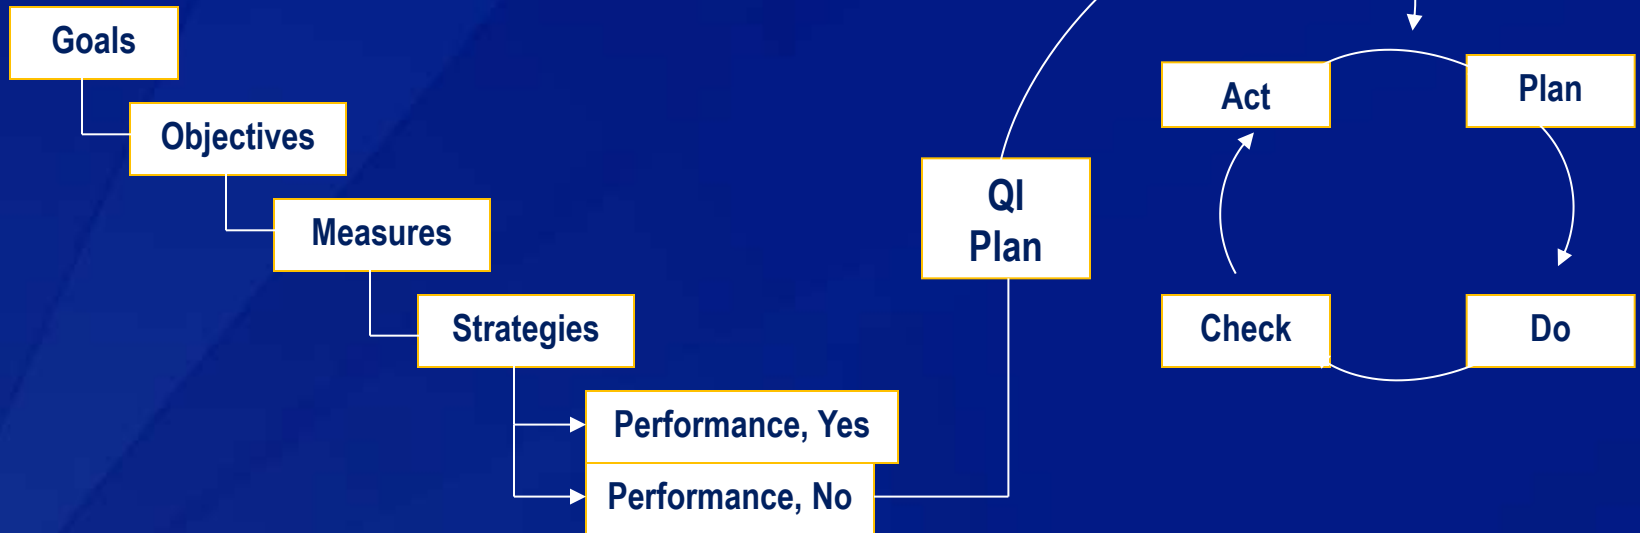 Goals
Objectives
Measures
Strategies
Performance, Yes
Performance, No
QI
Plan
Act
Plan
Check
Do